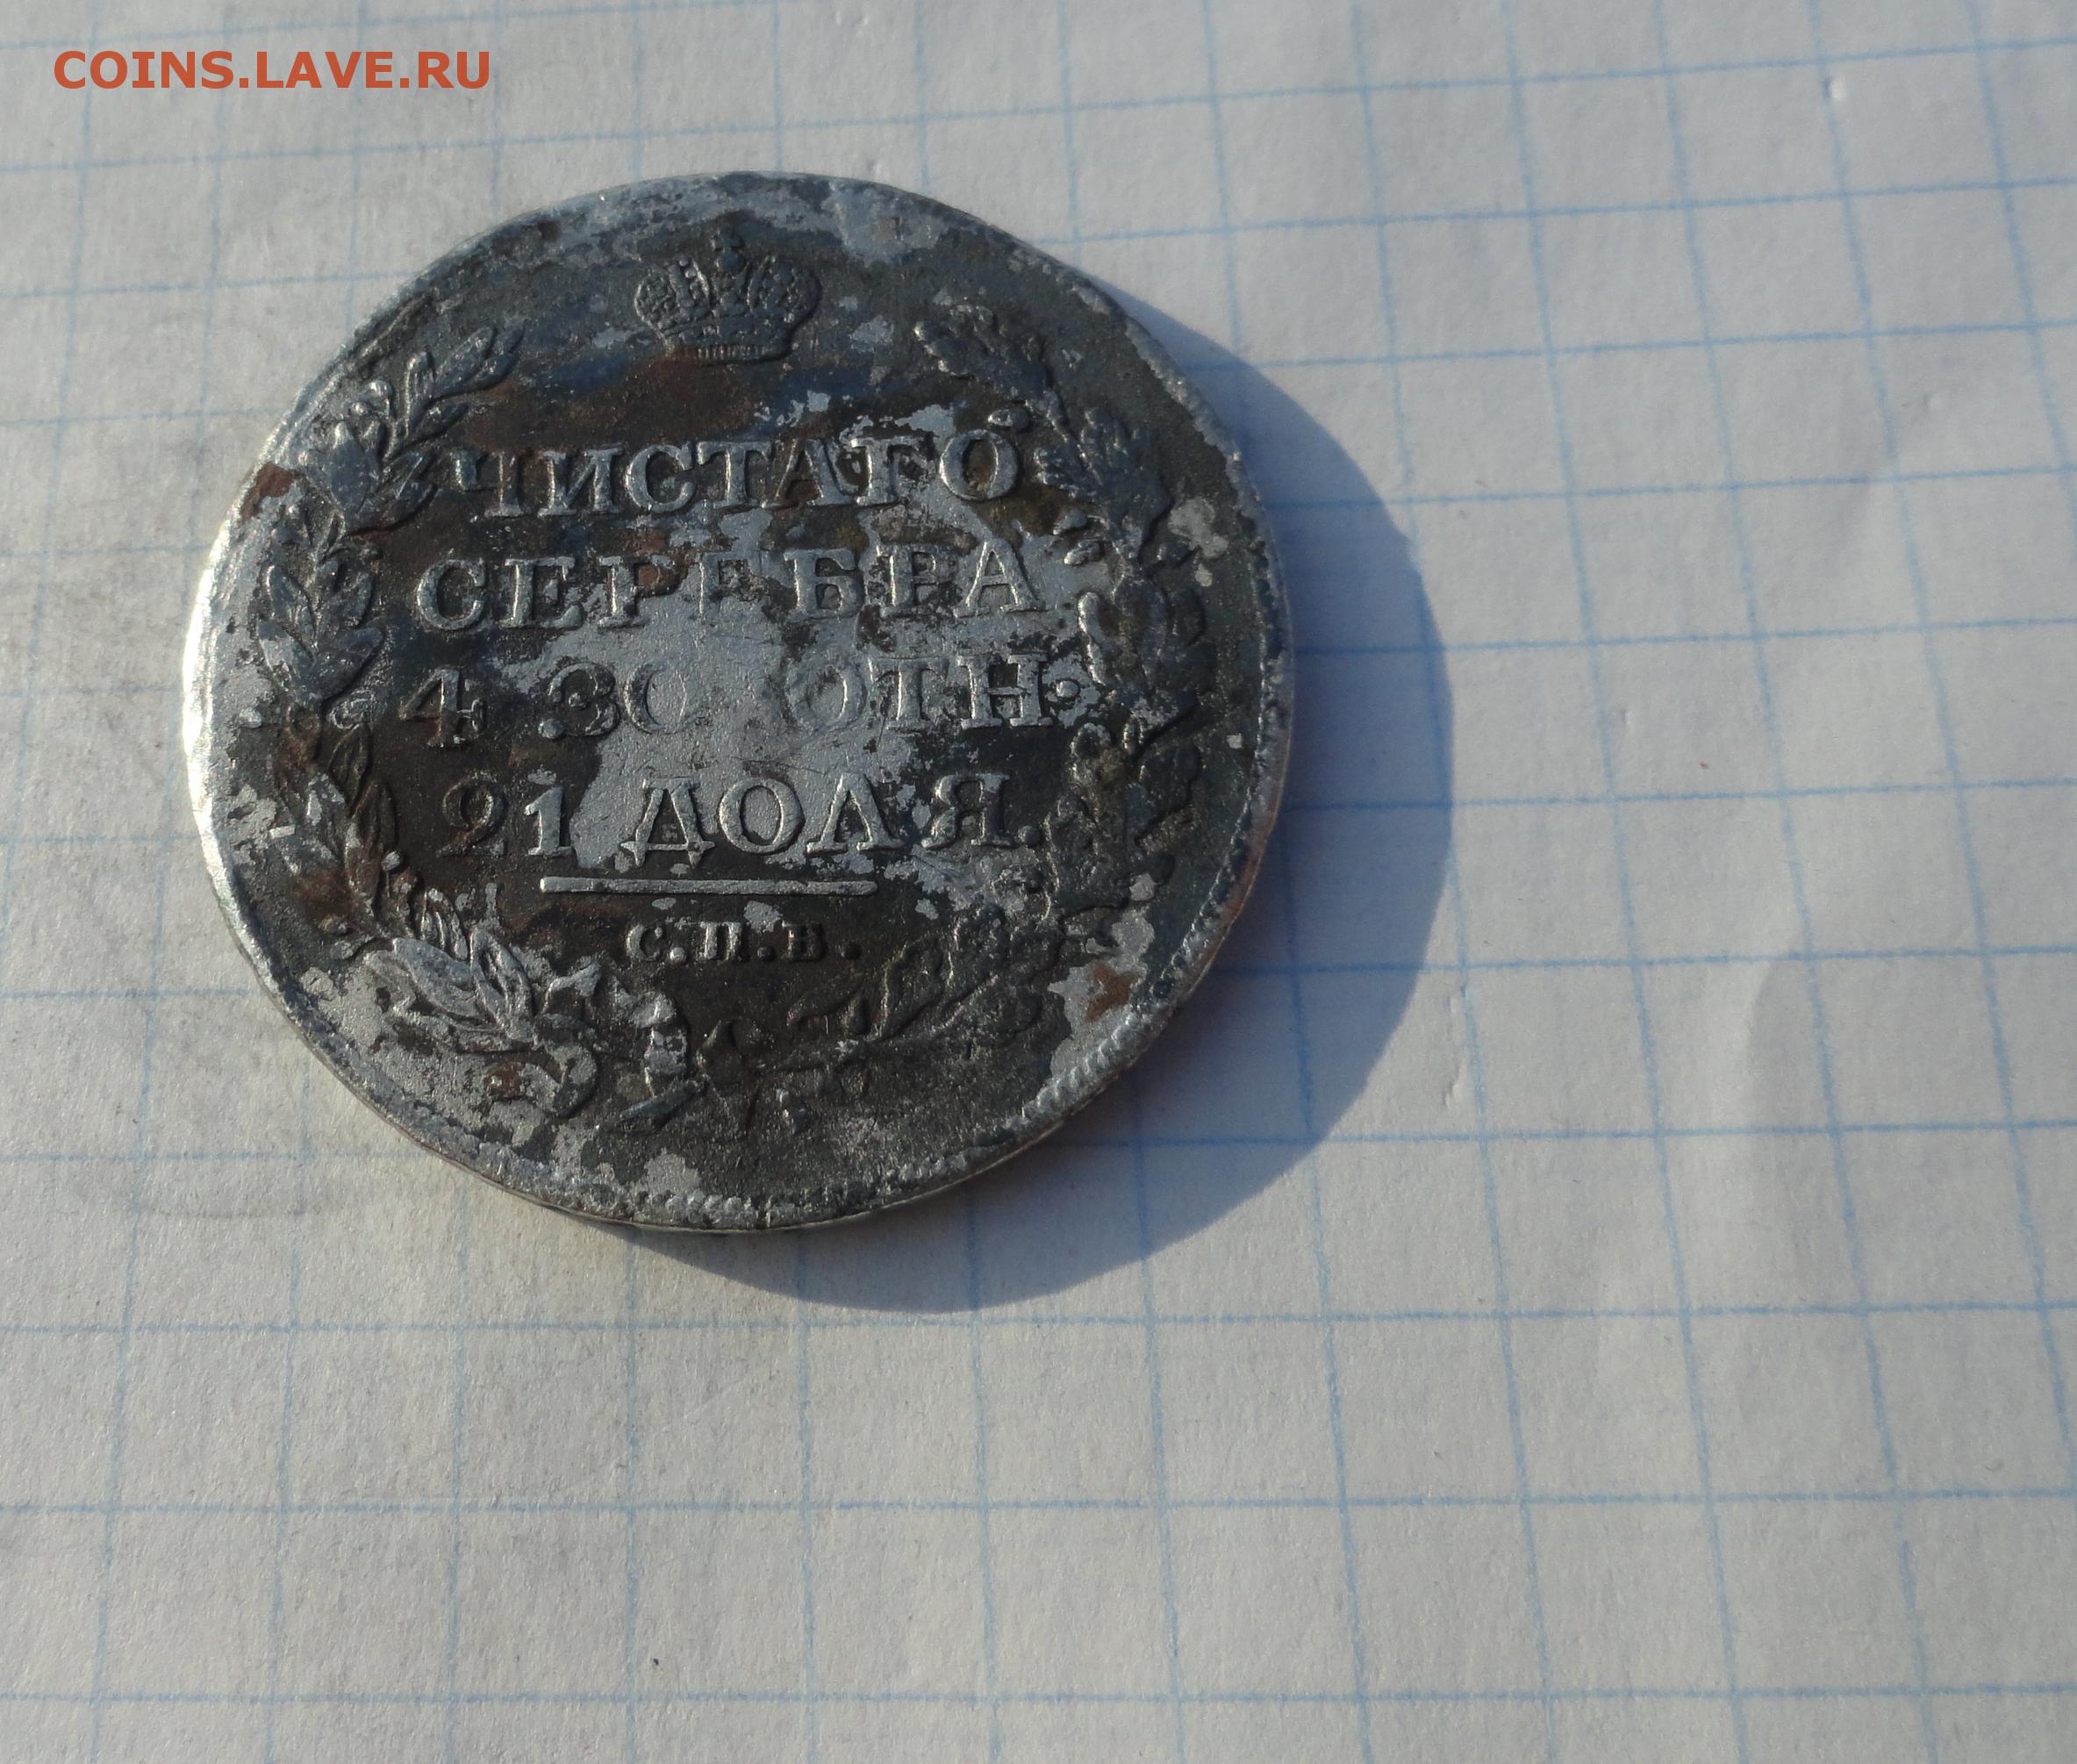 COINS.LAVE.RU
ЧИСТАГО
СЕРЕБРА
4 ЗОЛОТН.
21 ДОЛЯ.
С.П.Б.